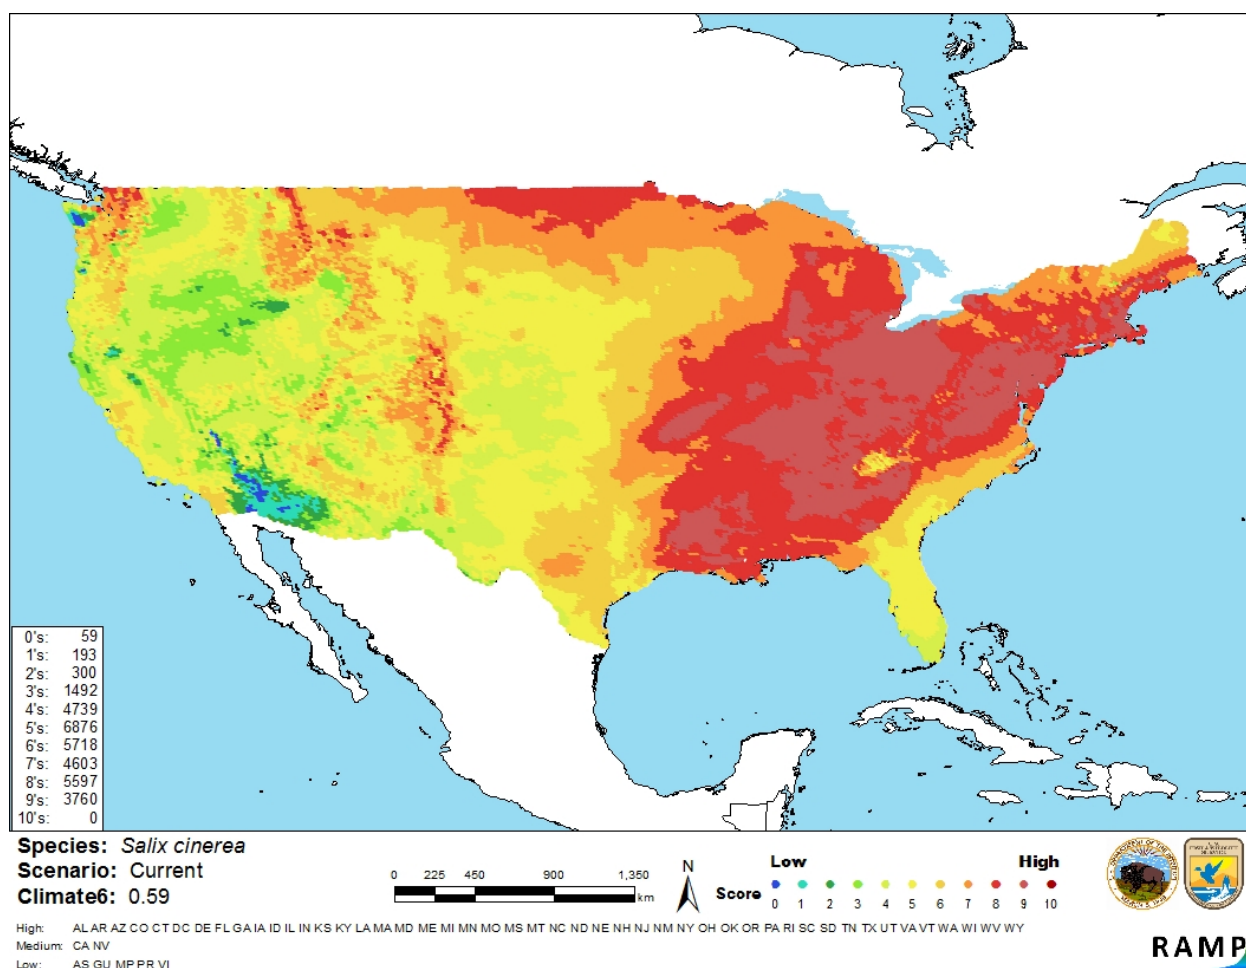 0's: 59
1's: 193
2's: 300
3's: 1492
4's: 4739
5's: 6876
6's: 5718
7's: 4603
8's: 5597
9's: 3760
10's: 0
Species: Salix cinerea
Scenario: Current
Climate6: 0.59
0 225 450 900 1,350
km
N
Low High
Score 0 1 2 3 4 5 6 7 8 9 10
High: AL AR AZ CO CT DC DE FL GA IA ID IL IN KS KY LA MA MD ME MI MN MO MS MT NC ND NE NH NJ NM NY OH OK OR PA RI SC SD TN TX UT VA VT WA WI WV WY
Medium: CA NV
Low: AS GU MP PR VI
RAMP